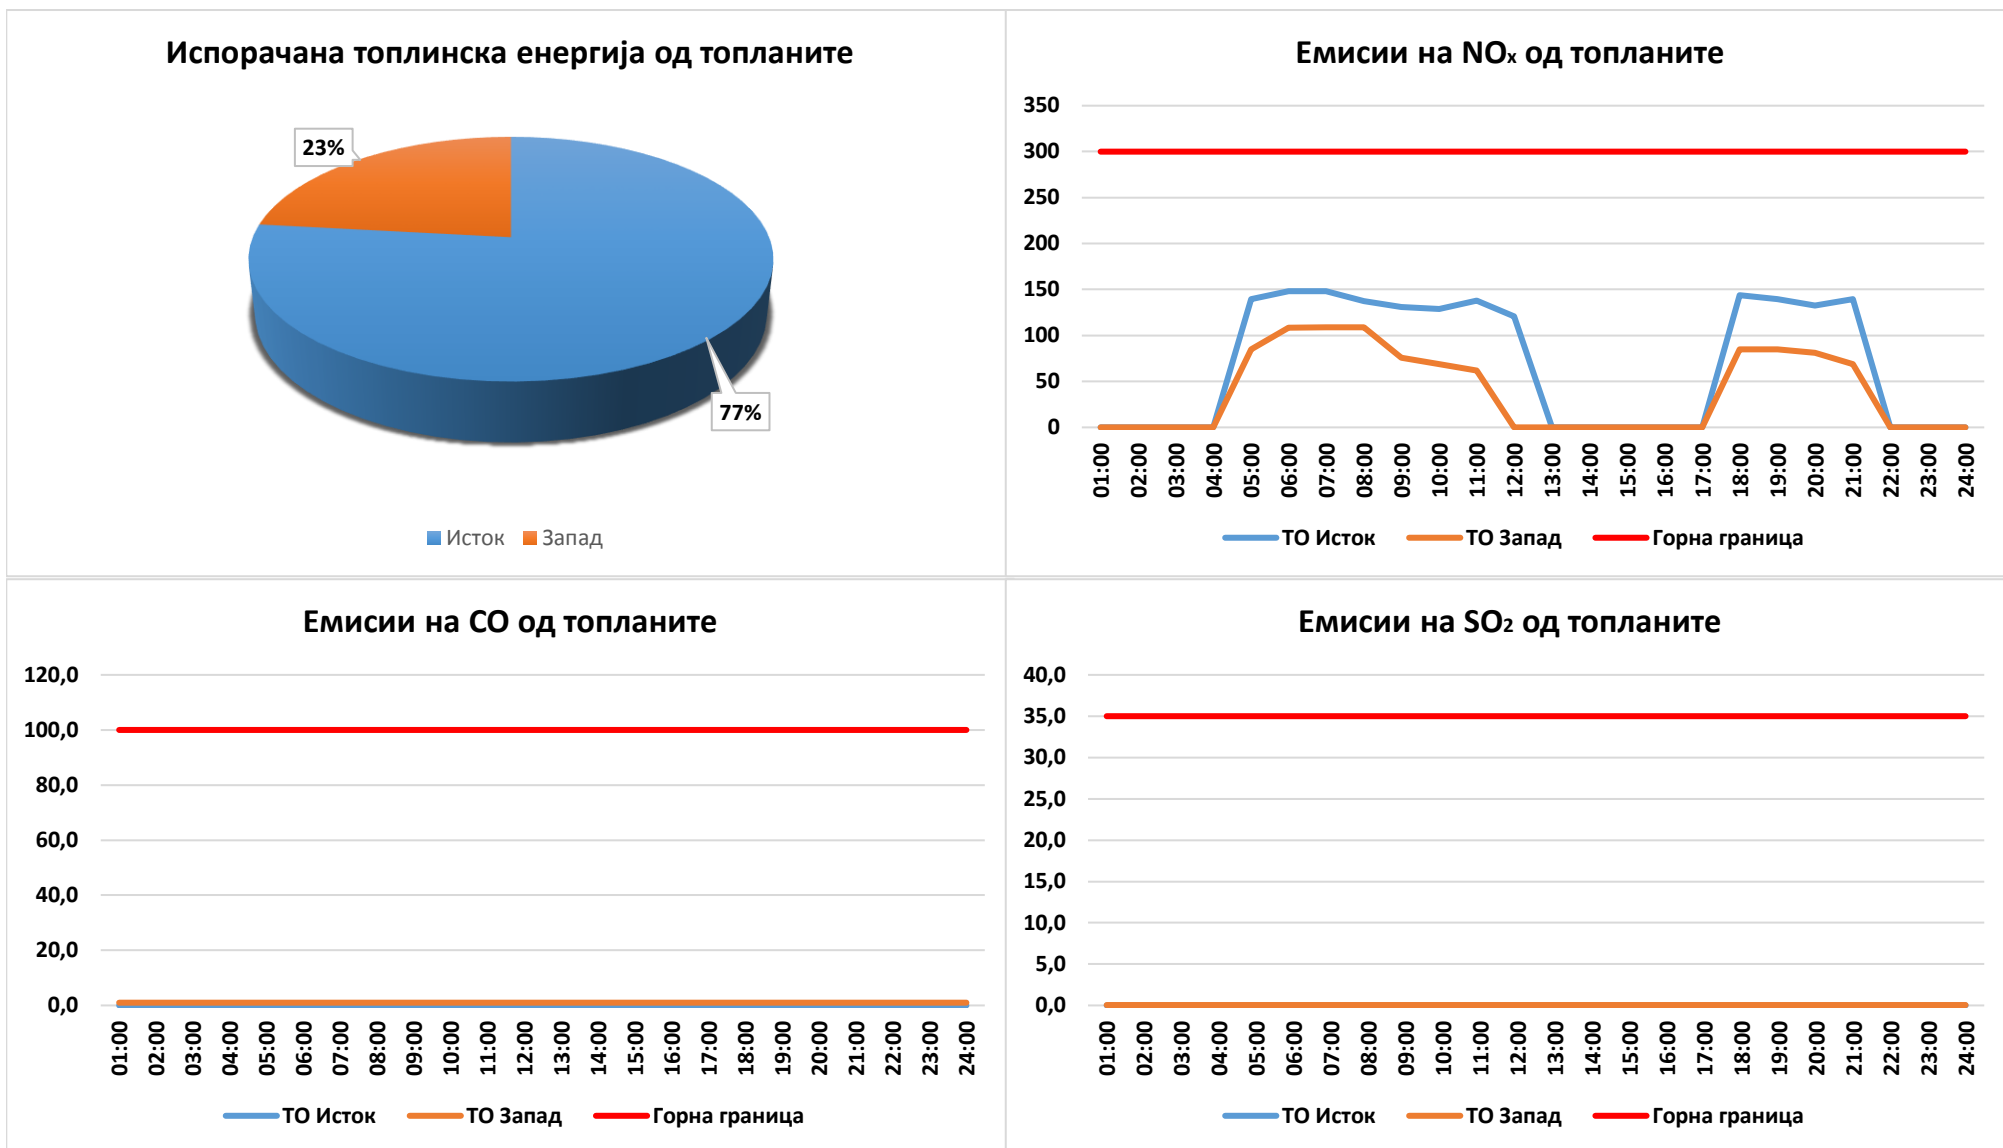 Испорачана топлинска енергија од топланите
23%
77%
Исток Запад
Емисии на NOx од топланите
350
300
250
200
150
100
50
0
01:00 02:00 03:00 04:00 05:00 06:00 07:00 08:00 09:00 10:00 11:00 12:00 13:00 14:00 15:00 16:00 17:00 18:00 19:00 20:00 21:00 22:00 23:00 24:00
ТО Исток ТО Запад Горна граница
Емисии на CO од топланите
120,0
100,0
80,0
60,0
40,0
20,0
0,0
01:00 02:00 03:00 04:00 05:00 06:00 07:00 08:00 09:00 10:00 11:00 12:00 13:00 14:00 15:00 16:00 17:00 18:00 19:00 20:00 21:00 22:00 23:00 24:00
ТО Исток ТО Запад Горна граница
Емисии на SO₂ од топланите
40,0
35,0
30,0
25,0
20,0
15,0
10,0
5,0
0,0
01:00 02:00 03:00 04:00 05:00 06:00 07:00 08:00 09:00 10:00 11:00 12:00 13:00 14:00 15:00 16:00 17:00 18:00 19:00 20:00 21:00 22:00 23:00 24:00
ТО Исток ТО Запад Горна граница